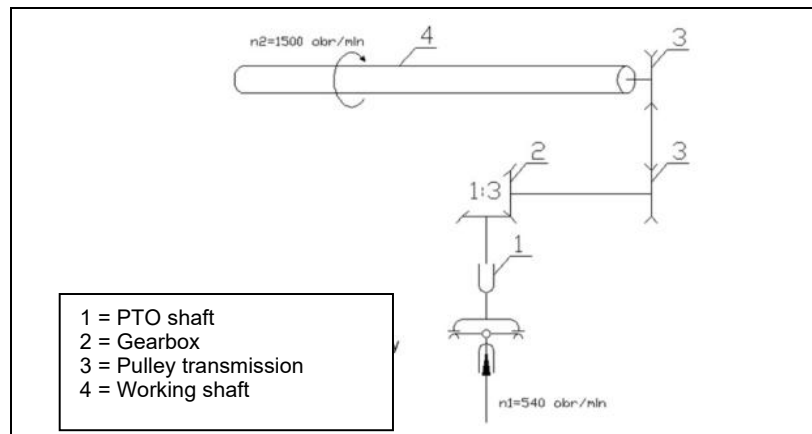 n2=1500 obr/min
4
3
2
3
1:3
1
1 = PTO shaft
2 = Gearbox
3 = Pulley transmission
4 = Working shaft
n1=540 obr/min